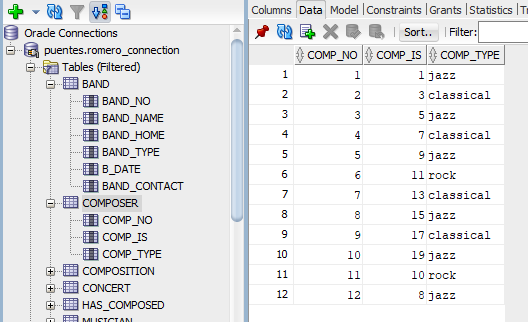 Oracle Connections
puentes.romero_connection
Tables (Filtered)
BAND
BAND_NO
BAND_NAME
BAND_HOME
BAND_TYPE
B_DATE
BAND_CONTACT
COMPOSER
COMP_NO
COMP_IS
COMP_TYPE
COMPOSITION
CONCERT
HAS_COMPOSED
MUSICIAN
Columns Data Model Constraints Grants Statistics
Sort.. Filter:
COMP_NO COMP_IS COMP_TYPE
1 1 1 jazz
2 2 3 classical
3 3 5 jazz
4 4 7 classical
5 5 9 jazz
6 6 11 rock
7 7 13 classical
8 8 15 jazz
9 9 17 classical
10 10 19 jazz
11 11 10 rock
12 12 8 jazz